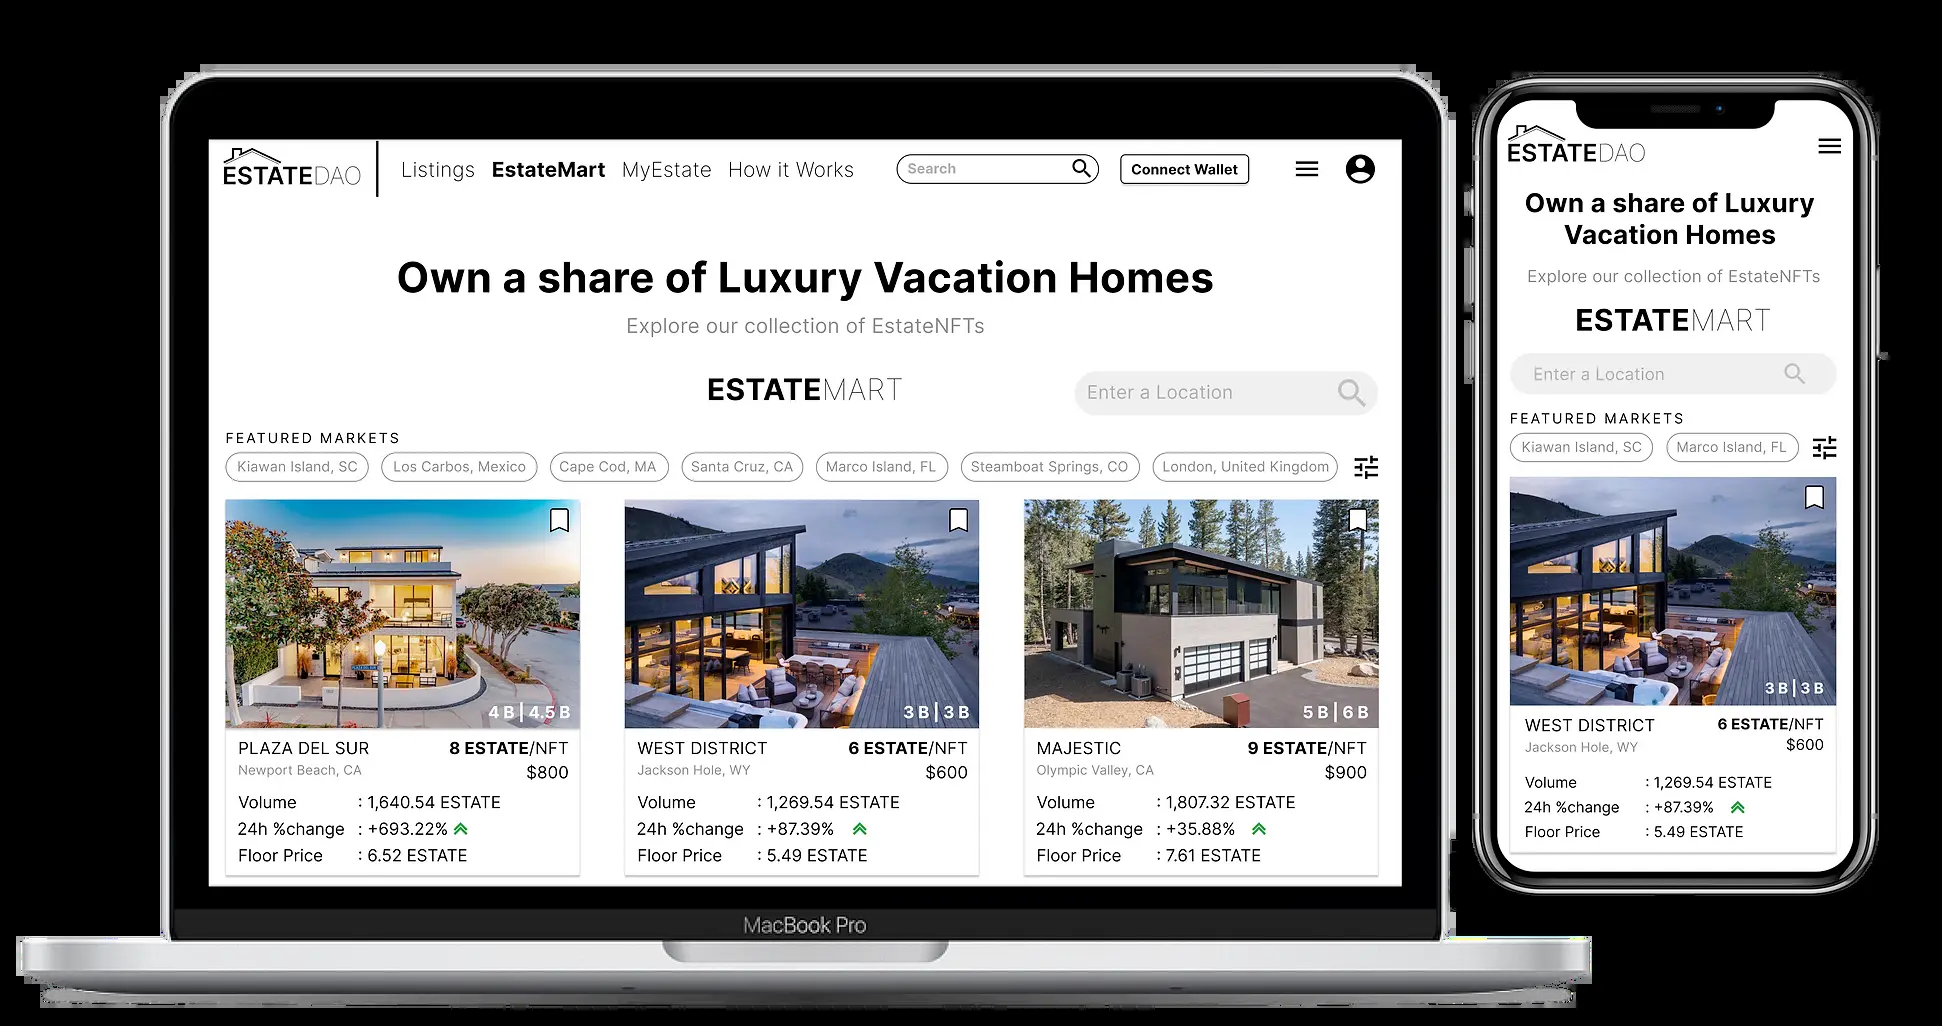 ESTATEDAO
Listings EstateMart MyEstate How it Works
Search
Connect Wallet
Own a share of Luxury Vacation Homes
Explore our collection of EstateNFTs
ESTATEMART
Enter a Location
FEATURED MARKETS
Kiawan Island, SC Los Carbos, Mexico Cape Cod, MA Santa Cruz, CA Marco Island, FL Steamboat Springs, CO London, United Kingdom
4 B | 4.5 B
PLAZA DEL SUR 8 ESTATE/NFT
Newport Beach, CA $800
Volume : 1,640.54 ESTATE
24h %change : +693.22%
Floor Price : 6.52 ESTATE
3 B | 3 B
WEST DISTRICT 6 ESTATE/NFT
Jackson Hole, WY $600
Volume : 1,269.54 ESTATE
24h %change : +87.39%
Floor Price : 5.49 ESTATE
5 B | 6 B
MAJESTIC 9 ESTATE/NFT
Olympic Valley, CA $900
Volume : 1,807.32 ESTATE
24h %change : +35.88%
Floor Price : 7.61 ESTATE
MacBook Pro
ESTATEDAO
Own a share of Luxury
Vacation Homes
Explore our collection of EstateNFTs
ESTATEMART
Enter a Location
FEATURED MARKETS
Kiawan Island, SC Marco Island, FL
3 B | 3 B
WEST DISTRICT 6 ESTATE/NFT
Jackson Hole, WY $600
Volume : 1,269.54 ESTATE
24h %change : +87.39%
Floor Price : 5.49 ESTATE